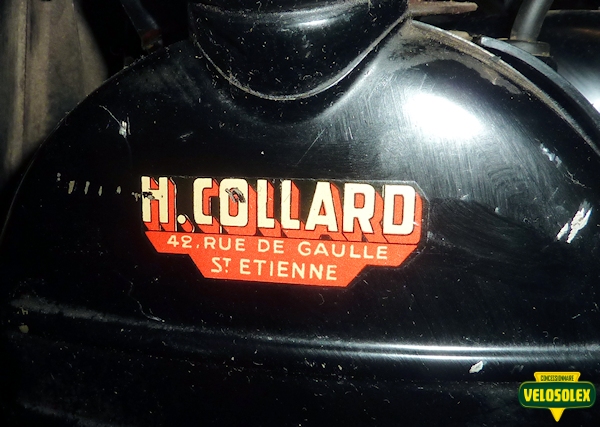 H. COLLARD
42, RUE DE GAULLE
ST ETIENNE
CONCESSIONNAIRE
VELOSOLEX